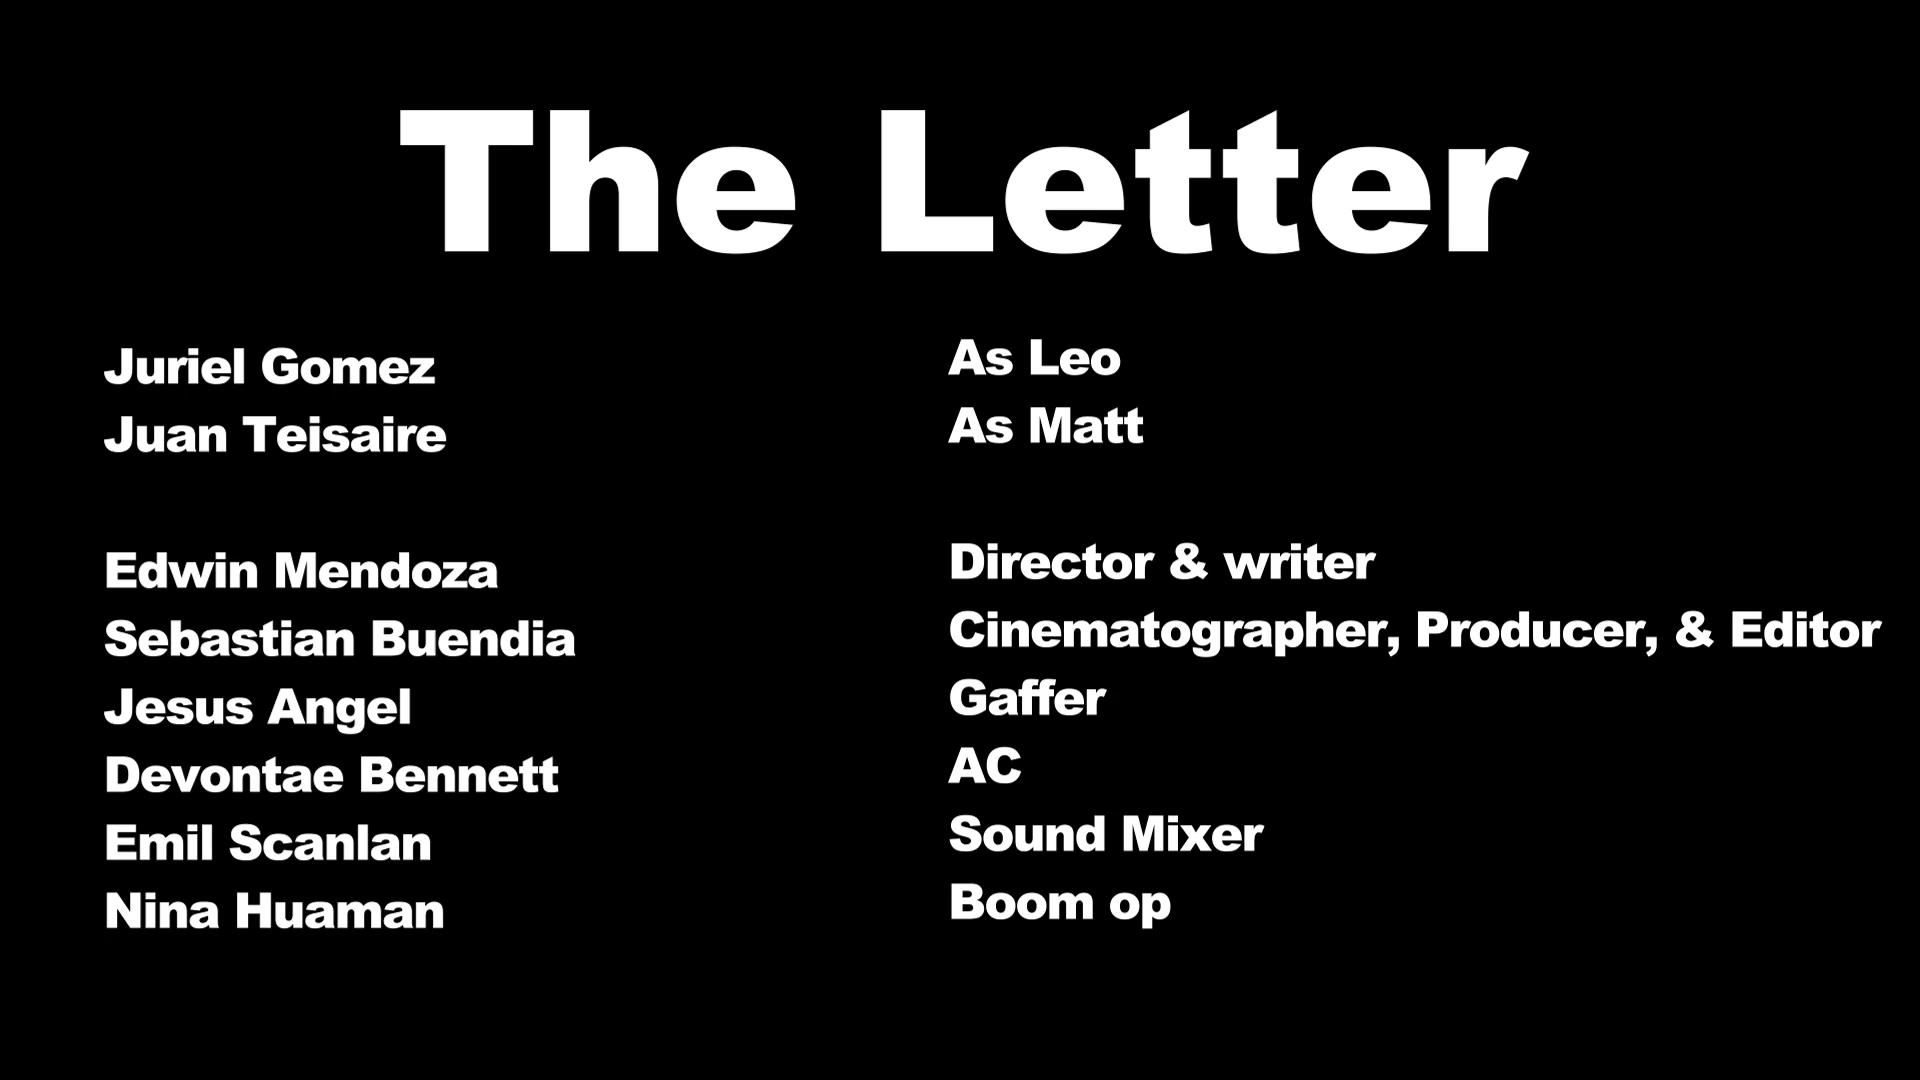 The Letter
Juriel Gomez As Leo
Juan Teisaire As Matt
Edwin Mendoza Director & writer
Sebastian Buendia Cinematographer, Producer, & Editor
Jesus Angel Gaffer
Devontae Bennett AC
Emil Scanlan Sound Mixer
Nina Huaman Boom op